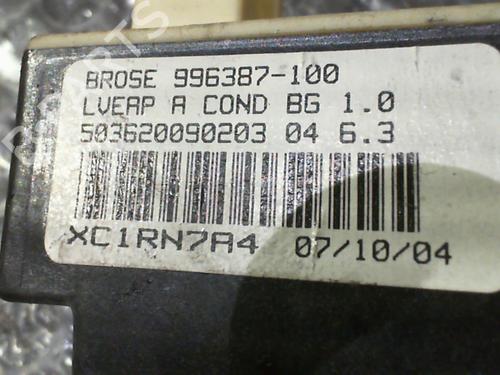 BROSE 996387-100
LVEAP A COND BG 1.0
503620090203 04 6.3
XC1RN7A4 07/10/04